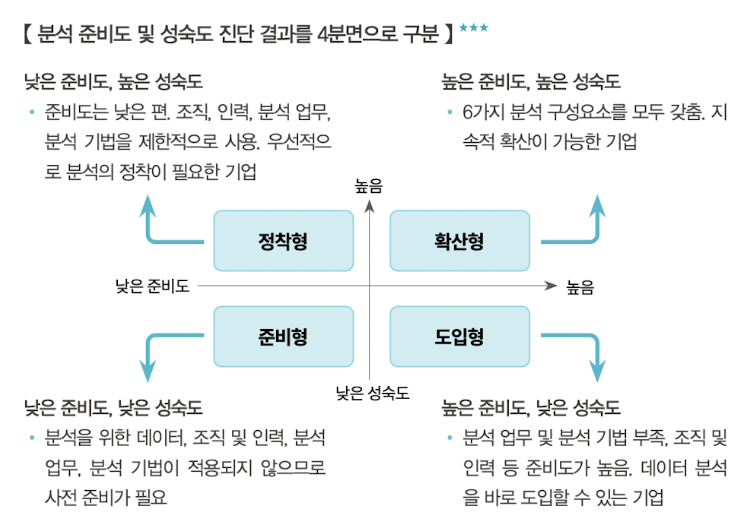 【 분석 준비도 및 성숙도 진단 결과를 4분면으로 구분 】★★★
낮은 준비도, 높은 성숙도
• 준비도는 낮은 편. 조직, 인력, 분석 업무,
분석 기법을 제한적으로 사용. 우선적으
로 분석의 정착이 필요한 기업
높은 준비도, 높은 성숙도
• 6가지 분석 구성요소를 모두 갖춤. 지
속적 확산이 가능한 기업
높음
정착형
확산형
낮은 준비도
높음
준비형
도입형
낮은 성숙도
낮은 준비도, 낮은 성숙도
• 분석을 위한 데이터, 조직 및 인력, 분석
업무, 분석 기법이 적용되지 않으므로
사전 준비가 필요
높은 준비도, 낮은 성숙도
• 분석 업무 및 분석 기법 부족, 조직 및
인력 등 준비도가 높음. 데이터 분석
을 바로 도입할 수 있는 기업